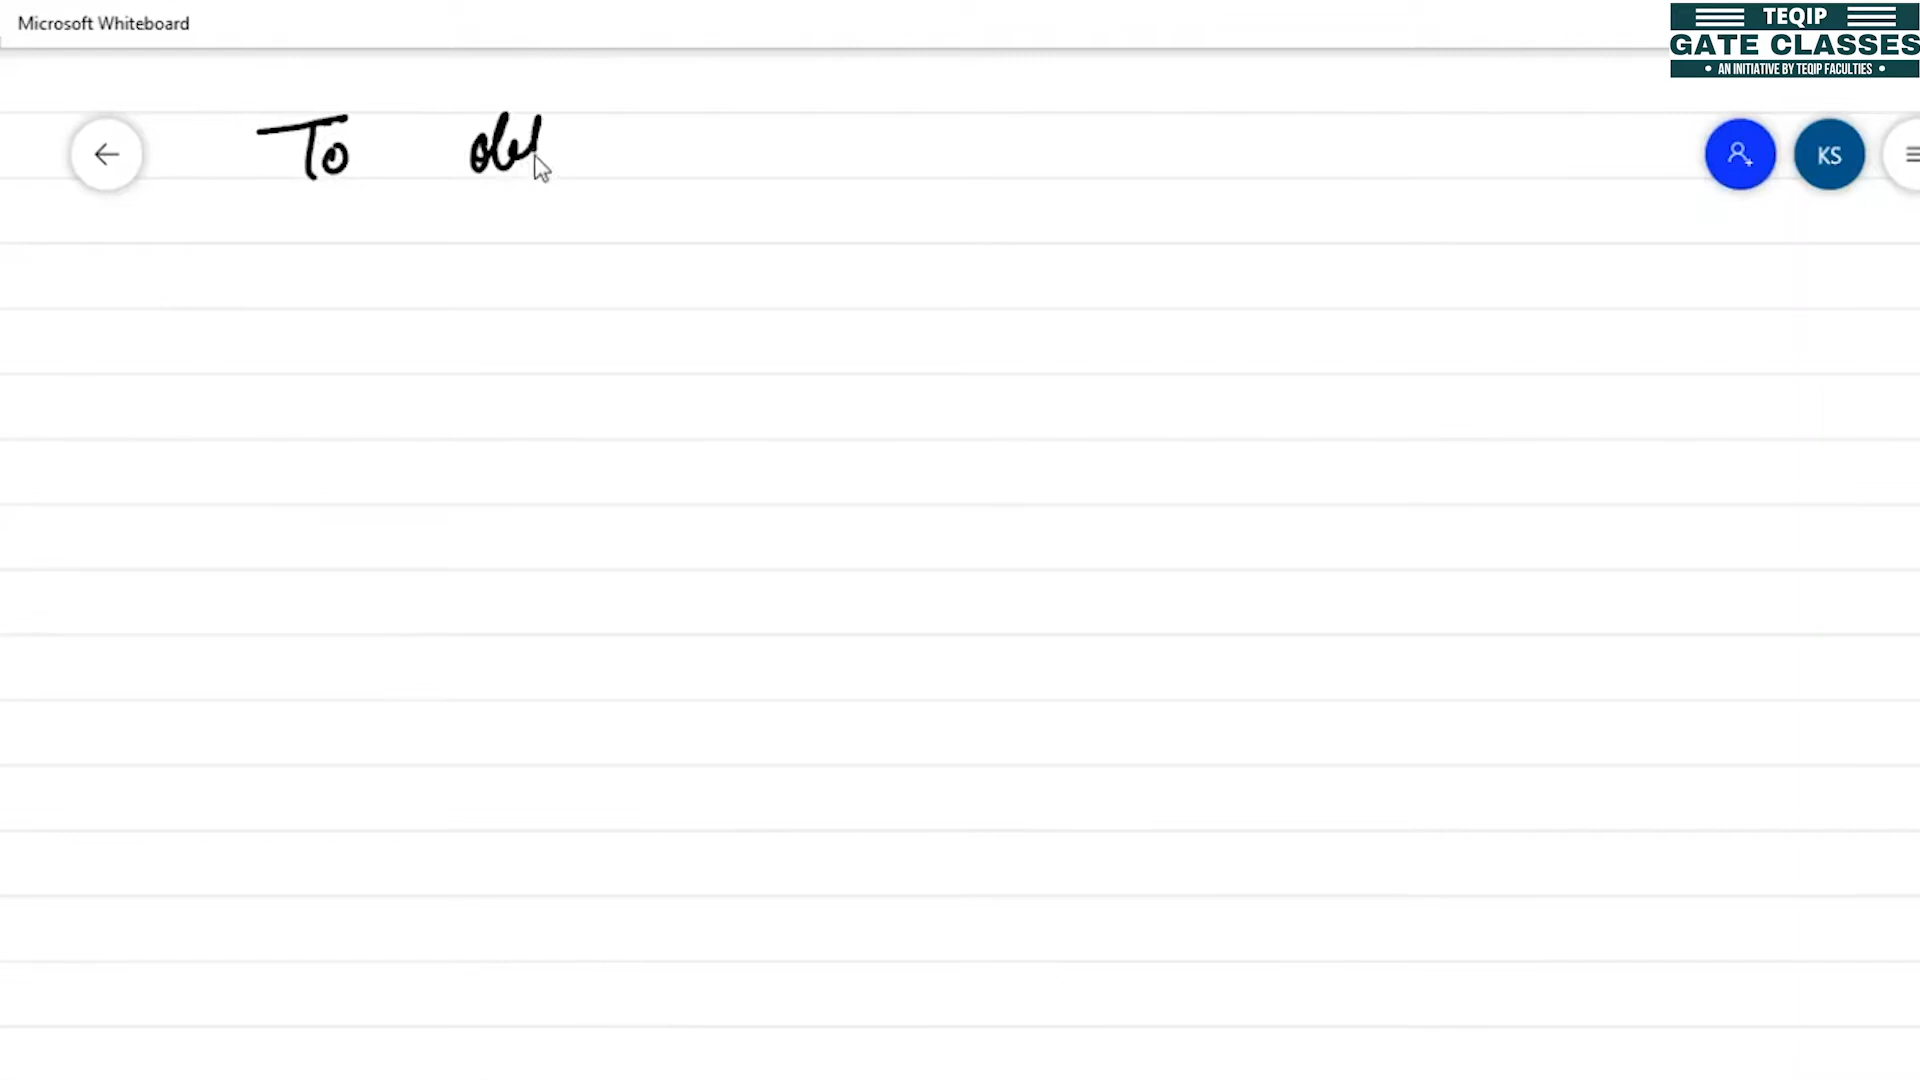 Microsoft Whiteboard
TEQIP
GATE CLASSES
• AN INITIATIVE BY TEQIP FACULTIES •
To
KS